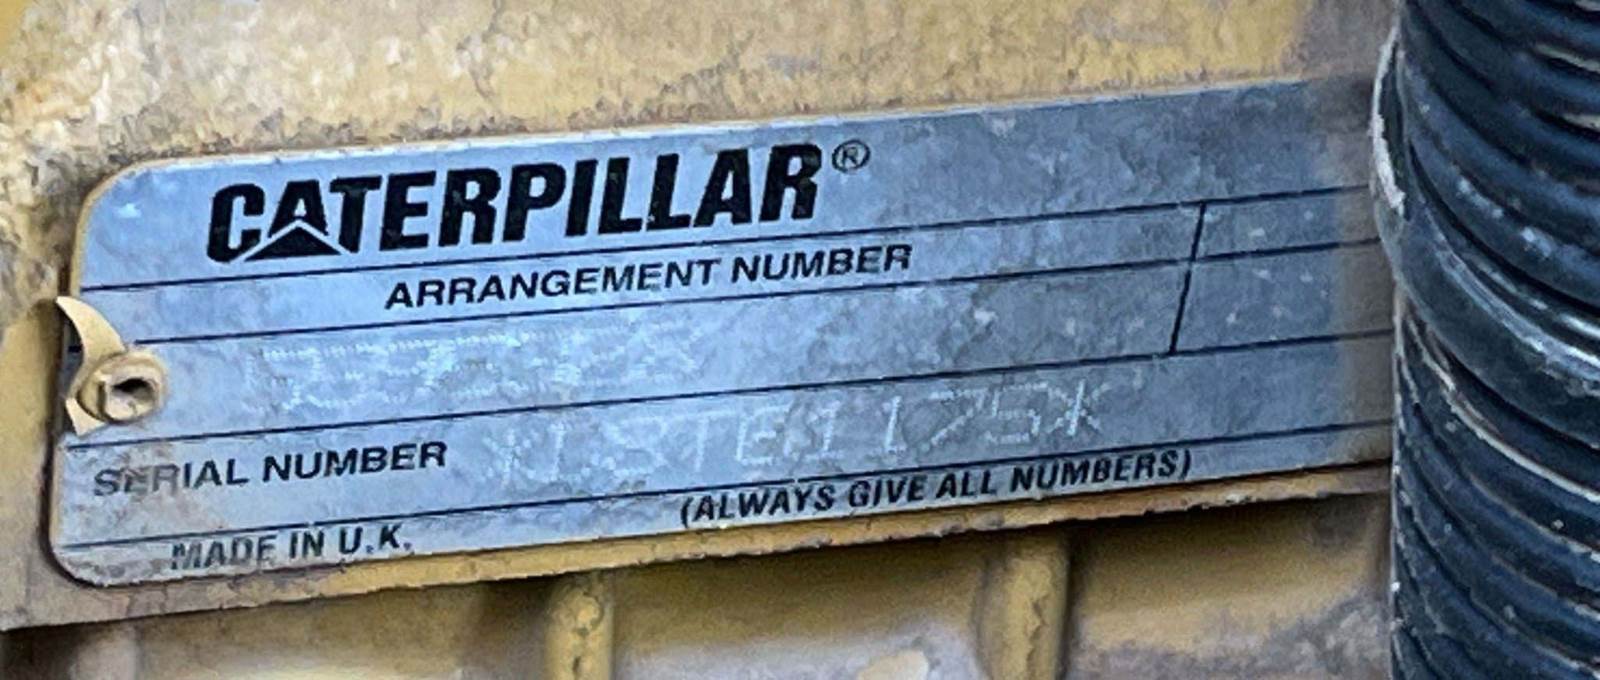 CATERPILLAR®
ARRANGEMENT NUMBER
SERIAL NUMBER
(ALWAYS GIVE ALL NUMBERS)
MADE IN U.K.